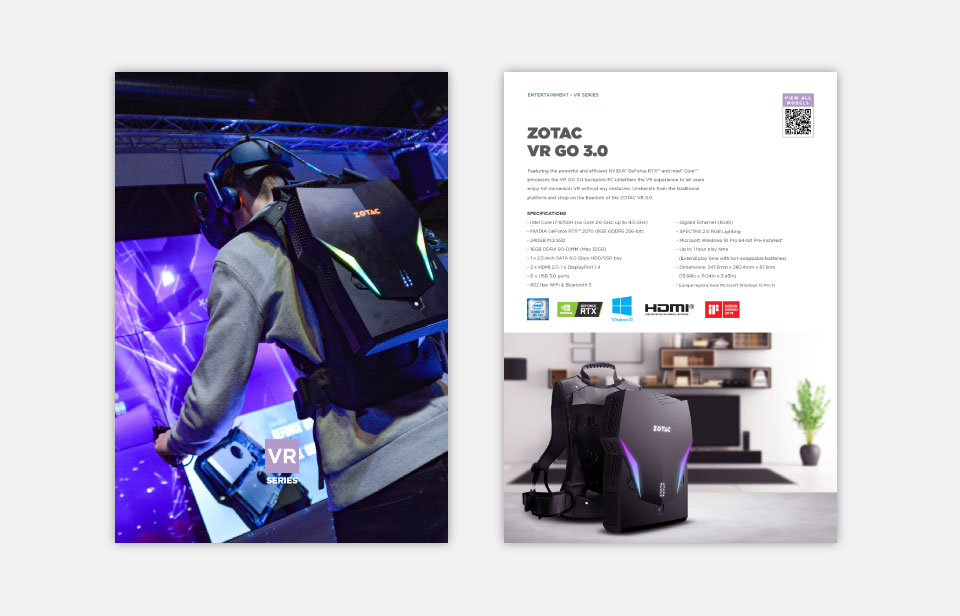 ZOTAC
VR
SERIES
ENTERTAINMENT - VR SERIES
VIEW ALL
MODELS
ZOTAC
VR GO 3.0
Featuring the powerful and efficient NVIDIA® GeForce RTX™ and Intel® Core™
processor, the VR GO 3.0 backpack PC untethers the VR experience to let users
enjoy full immersion VR without any obstacles. Unshackle from the traditional
platform and strap on the freedom of the ZOTAC VR GO.
SPECIFICATIONS
- Intel Core i7-9750H (six-core 2.6 GHz, up to 4.5 GHz)
- NVIDIA GeForce RTX™ 2070 (8GB GDDR6 256-bit)
- 240GB M.2 SSD
- 16GB DDR4 SO-DIMM (Max 32GB)
- 1 x 2.5-inch SATA 6.0 Gbps HDD/SSD bay
- 2 x HDMI 2.0, 1 x DisplayPort 1.4
- 6 x USB 3.0 ports
- 802.11ac WiFi & Bluetooth 5
- Gigabit Ethernet (RJ45)
- SPECTRA 2.0 RGB Lighting
- Microsoft Windows 10 Pro 64-bit Pre-installed*
- Up to 1 hour play time
(Extend play time with hot-swappable batteries)
- Dimensions: 347.9mm x 280.4mm x 87.1mm
(13.69in x 11.04in x 3.43in)
* Europe regions have Microsoft Windows 10 Pro N
intel
CORE i7
NVIDIA
GEFORCE
RTX
Windows 10
HDMI®
iF
DESIGN
AWARD
2019
ZOTAC